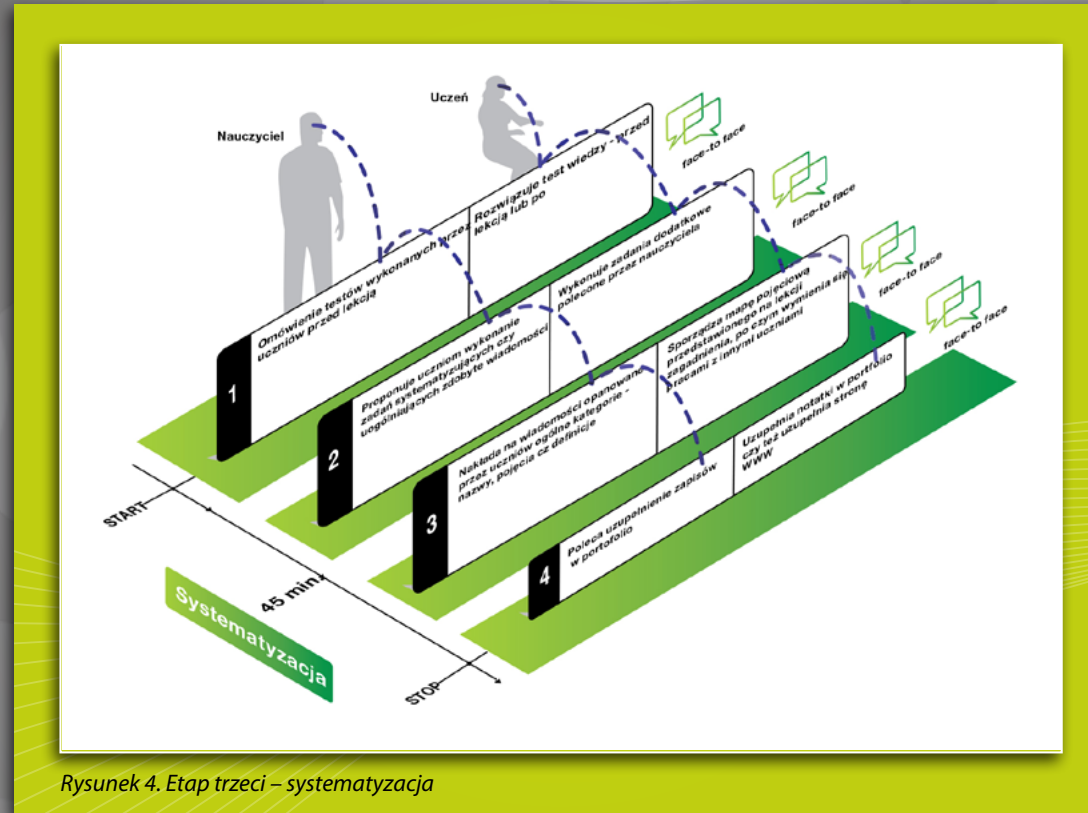 Nauczyciel
Uczeń
1
Omówienie testów wykonanych przez
uczniów przed lekcją
Rozwiązuje test wiedzy - przed
lekcją lub po
face-to face
2
Proponuje uczniom wykonanie
zadań systematyzujących czy
uogólniających zdobyte wiadomości
Wykonuje zadania dodatkowe
polecone przez nauczyciela
face-to face
3
Nakłada na wiadomości opanowane
przez uczniów ogólne kategorie -
nazwy, pojęcia cz definicje
Sporządza mapę pojęciową
przedstawionego na lekcji
zagadnienia, po czym wymienia się
pracami z innymi uczniami
face-to face
4
Poleca uzupełnienie zapisów
w portofolio
Uzupełnia notatki w portfolio
czy też uzupełnia stronę
WWW
face-to face
START
45 min.
STOP
Systematyzacja
Rysunek 4. Etap trzeci – systematyzacja